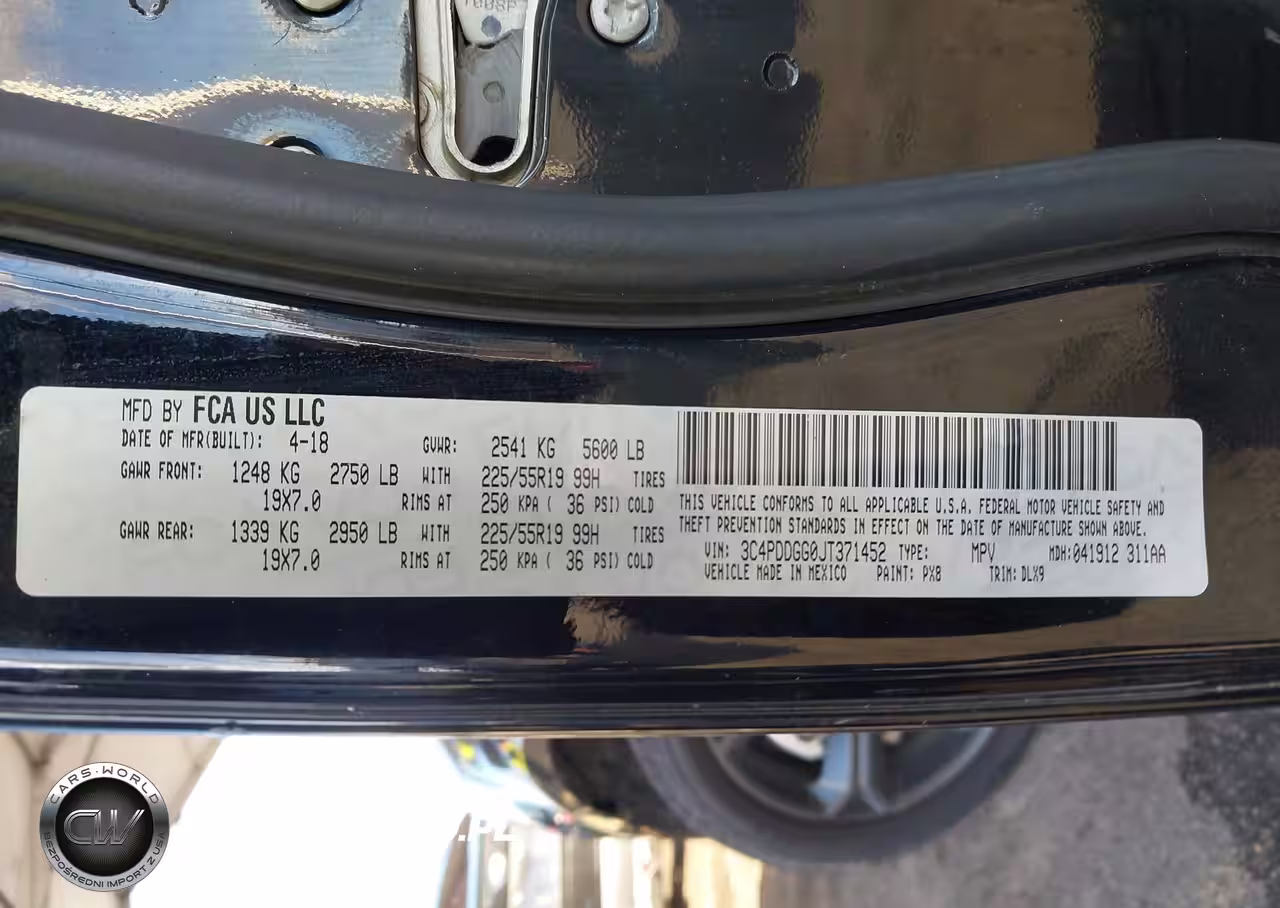 MFD BY FCA US LLC
DATE OF MFR(BUILT): 4-18 GVWR: 2541 KG 5600 LB
GAWR FRONT: 1248 KG 2750 LB WITH 225/55R19 99H TIRES
19X7.0 RIMS AT 250 KPA ( 36 PSI) COLD
GAWR REAR: 1339 KG 2950 LB WITH 225/55R19 99H TIRES
19X7.0 RIMS AT 250 KPA ( 36 PSI) COLD
THIS VEHICLE CONFORMS TO ALL APPLICABLE U.S.A. FEDERAL MOTOR VEHICLE SAFETY AND
THEFT PREVENTION STANDARDS IN EFFECT ON THE DATE OF MANUFACTURE SHOWN ABOVE.
VIN: 3C4PDDGG0JT371452 TYPE: MPV MDH:041912 311AA
VEHICLE MADE IN MEXICO PAINT: PX8 TRIM: DLX9
CARS-WORLD
CW
BEZPOŚREDNI IMPORT Z USA